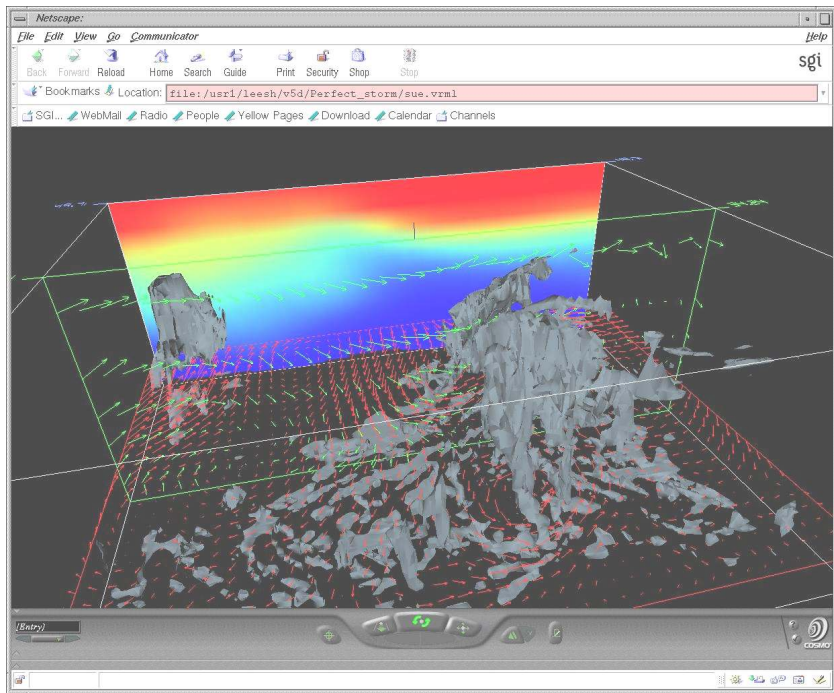 Netscape:
File Edit View Go Communicator Help
Back Forward Reload Home Search Guide Print Security Shop Stop
sgi
Bookmarks Location: file:/usr1/leesh/v5d/Perfect_storm/sue.vrml
SGI... WebMail Radio People Yellow Pages Download Calendar Channels
[Entry]
COSMO